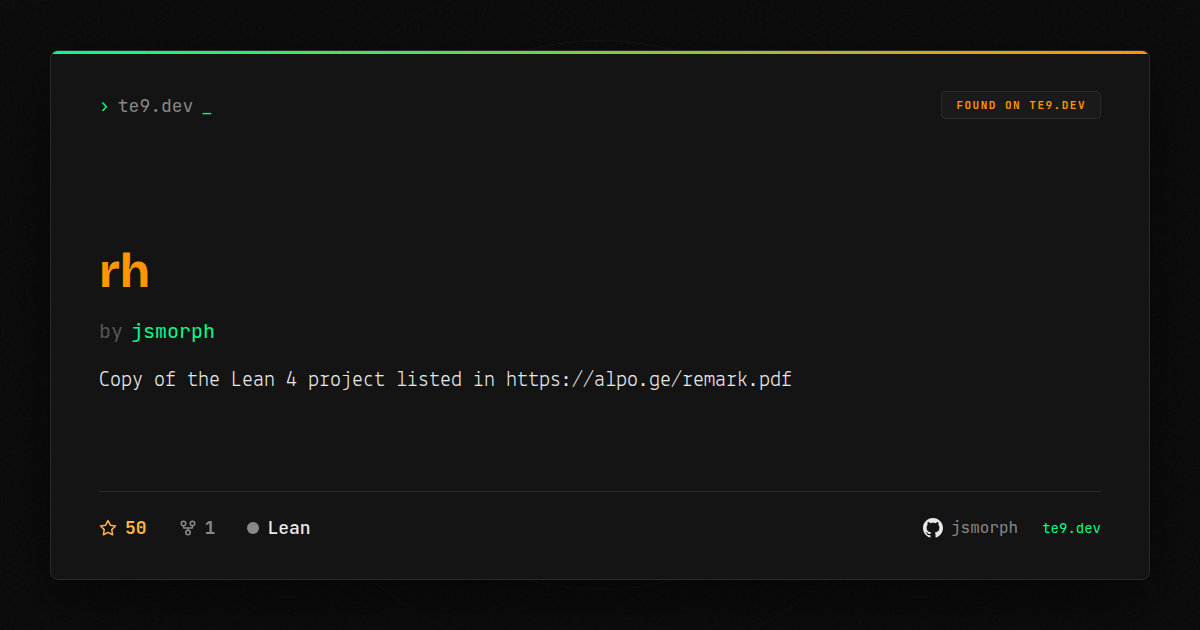 › te9.dev _
FOUND ON TE9.DEV
rh
by jsmorph
Copy of the Lean 4 project listed in https://alpo.ge/remark.pdf
50 1 Lean
jsmorph te9.dev